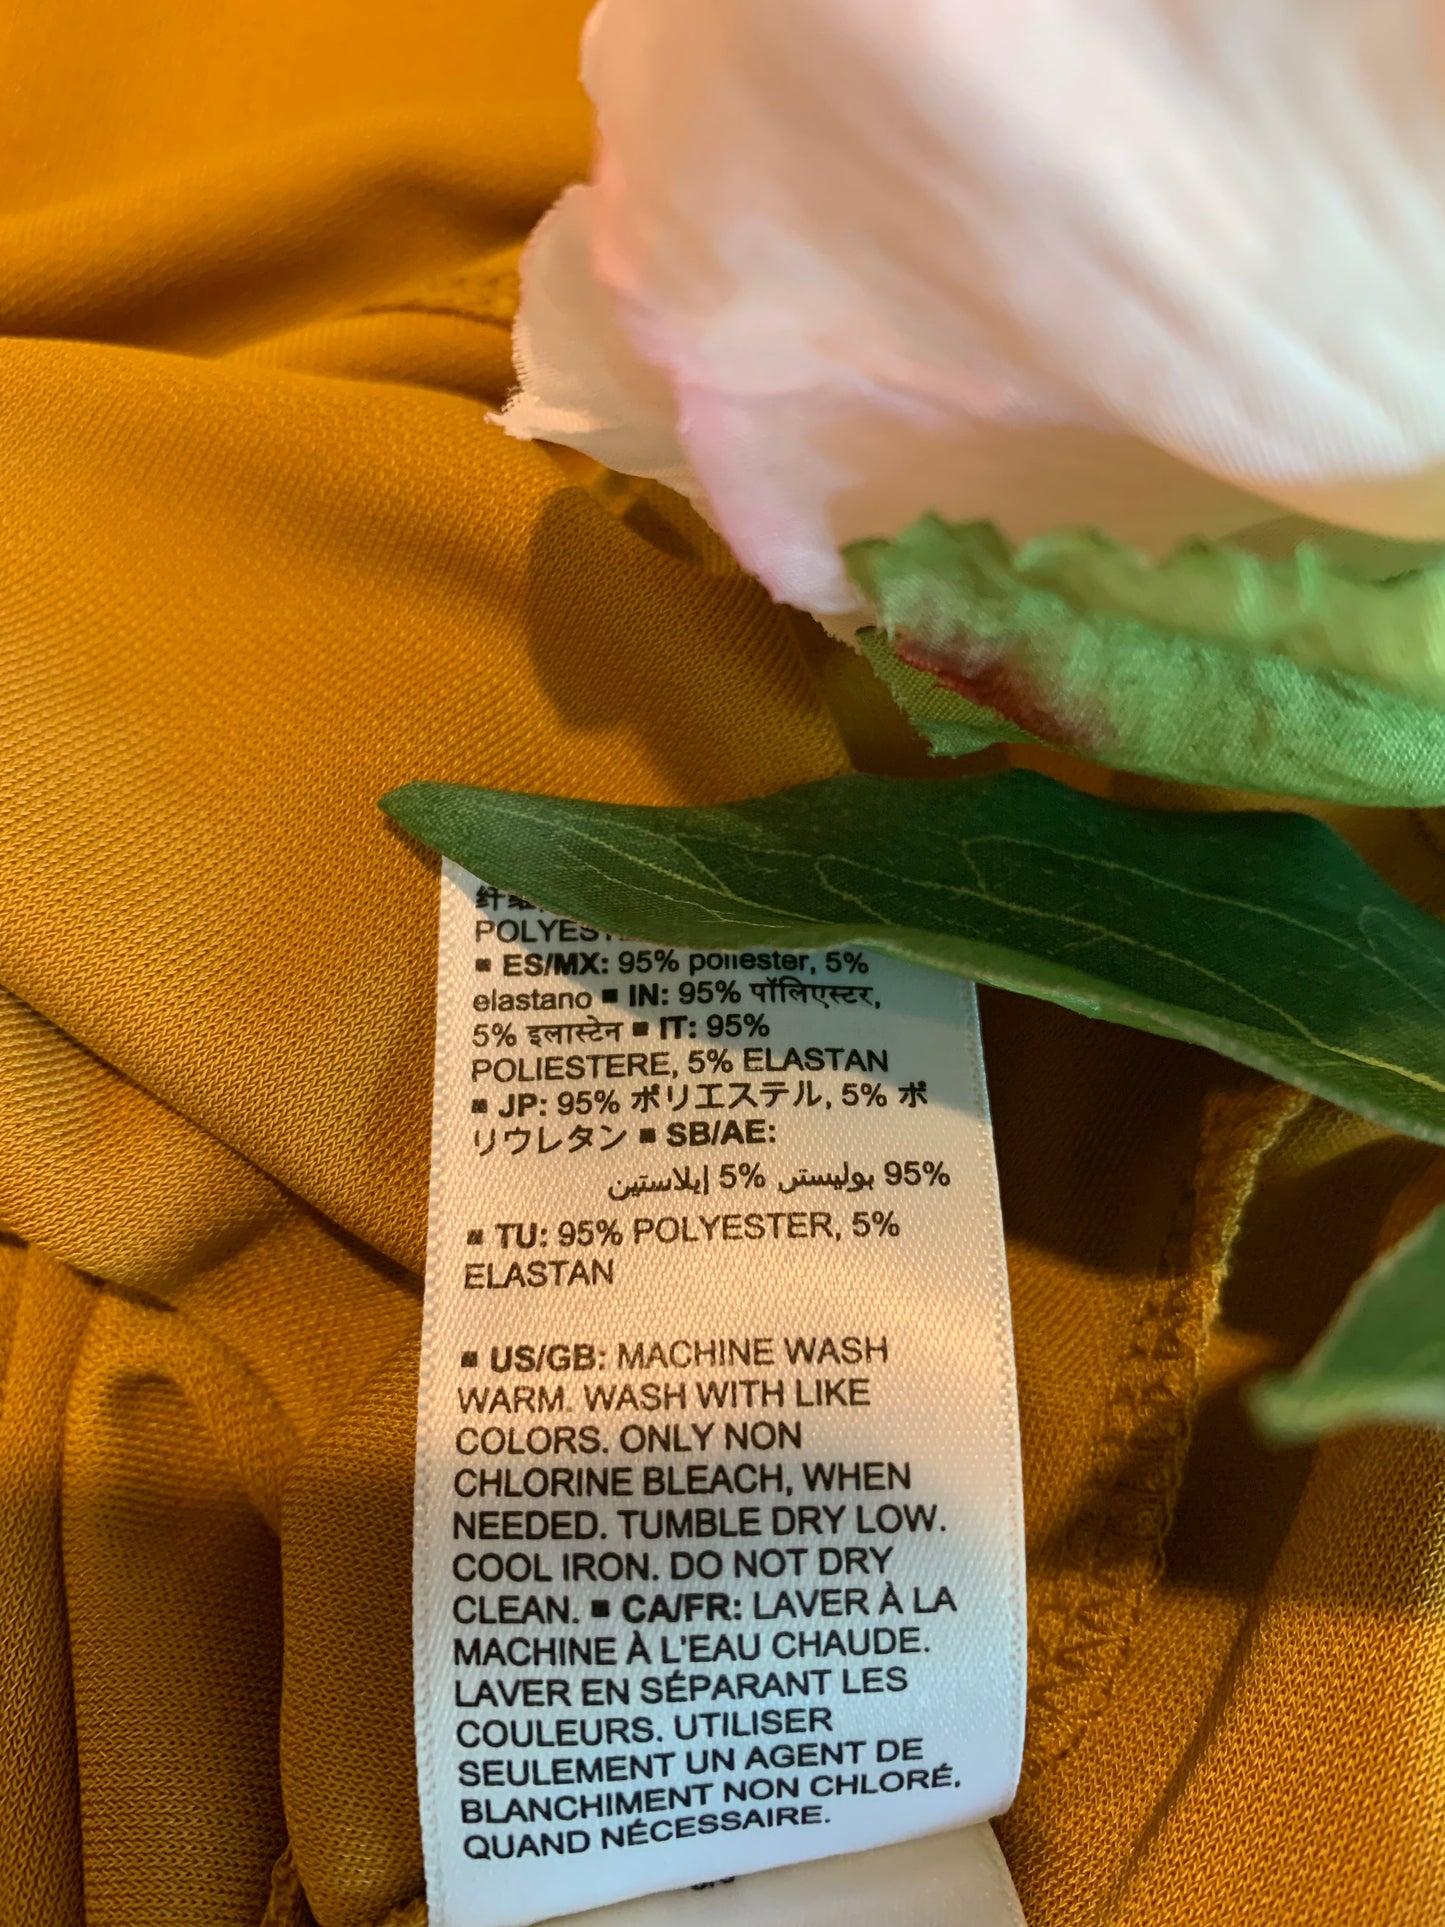 POLYEST
▪ ES/MX: 95% poliester, 5%
elastano ▪ IN: 95% पॉलिएस्टर,
5% इलास्टेन ▪ IT: 95%
POLIESTERE, 5% ELASTAN
▪ JP: 95% ポリエステル, 5% ポ
リウレタン ▪ SB/AE:
95% بوليستر, 5% إيلاستين
▪ TU: 95% POLYESTER, 5%
ELASTAN
▪ US/GB: MACHINE WASH
WARM. WASH WITH LIKE
COLORS. ONLY NON
CHLORINE BLEACH, WHEN
NEEDED. TUMBLE DRY LOW.
COOL IRON. DO NOT DRY
CLEAN. ▪ CA/FR: LAVER À LA
MACHINE À L'EAU CHAUDE.
LAVER EN SÉPARANT LES
COULEURS. UTILISER
SEULEMENT UN AGENT DE
BLANCHIMENT NON CHLORÉ,
QUAND NÉCESSAIRE.